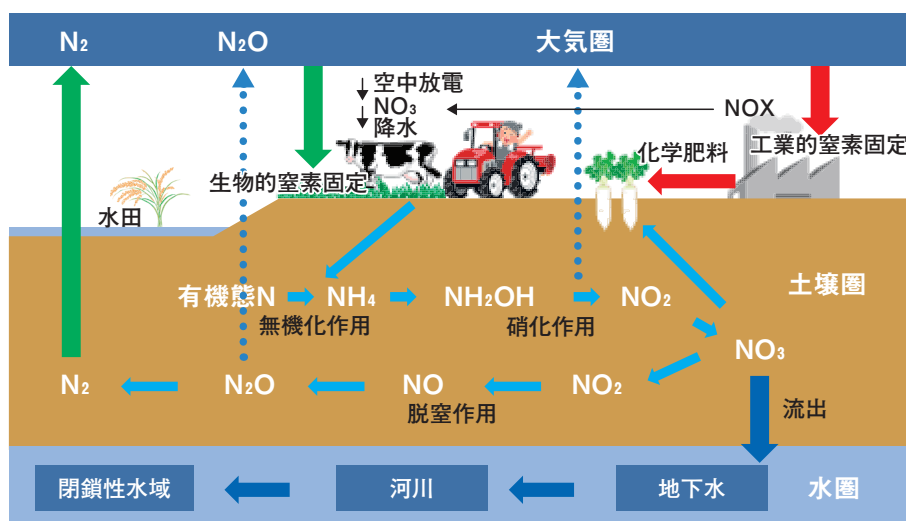 N₂
N₂O
大気圏
空中放電
NO₃
降水
NOX
工業的窒素固定
化学肥料
生物的窒素固定
水田
土壌圏
有機態N
NH₄
NH₂OH
NO₂
無機化作用
硝化作用
NO₃
N₂
N₂O
NO
NO₂
脱窒作用
流出
閉鎖性水域
河川
地下水
水圏